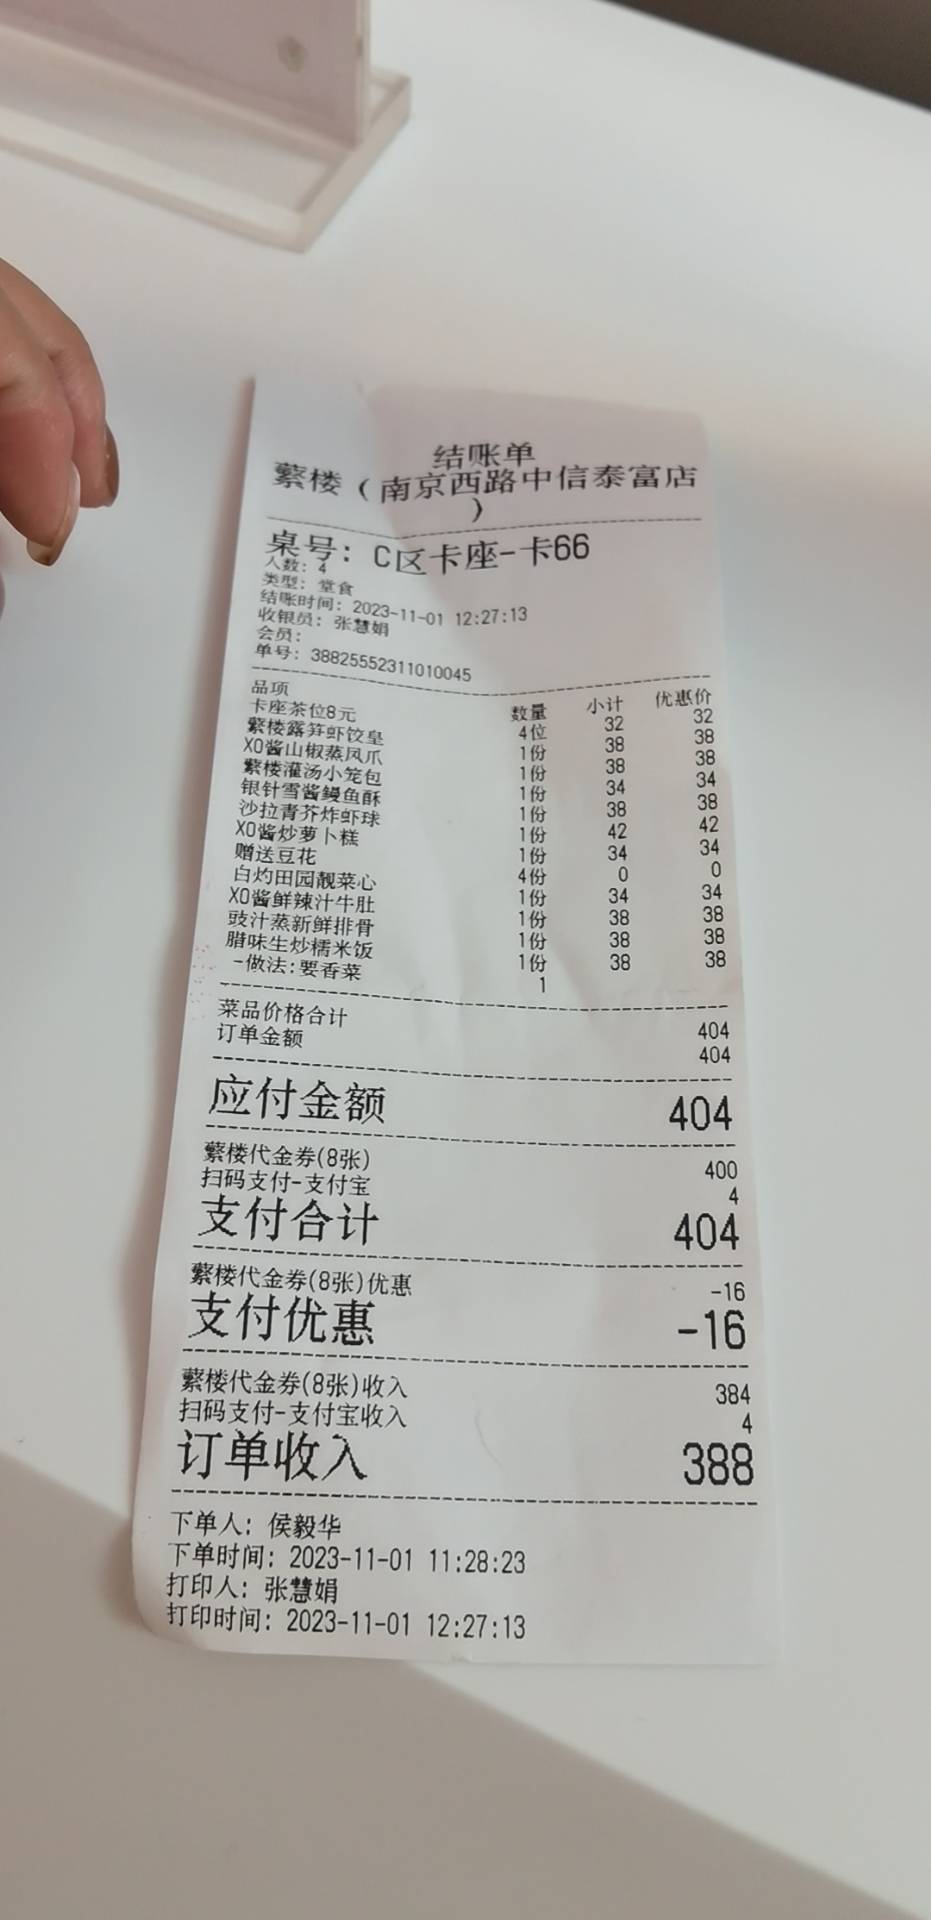 结账单
蘩楼（南京西路中信泰富店
）
桌号: C区卡座-卡66
人数: 4
类型: 堂食
结账时间: 2023-11-01 12:27:13
收银员: 张慧娟
会员:
单号: 38825552311010045
品项 数量 小计 优惠价
卡座茶位8元 4位 32 32
蘩楼露笋虾饺皇 1份 38 38
XO酱山椒蒸凤爪 1份 38 38
蘩楼灌汤小笼包 1份 34 34
银针雪酱鳗鱼酥 1份 38 38
沙拉青芥炸虾球 1份 42 42
XO酱炒萝卜糕 1份 34 34
赠送豆花 4份 0 0
白灼田园靓菜心 1份 34 34
XO酱鲜辣汁牛肚 1份 38 38
豉汁蒸新鲜排骨 1份 38 38
腊味生炒糯米饭 1份 38 38
-做法:要香菜 1
菜品价格合计 404
订单金额 404
应付金额 404
蘩楼代金券(8张) 400
扫码支付-支付宝 4
支付合计 404
蘩楼代金券(8张)优惠 -16
支付优惠 -16
蘩楼代金券(8张)收入 384
扫码支付-支付宝收入 4
订单收入 388
下单人: 侯毅华
下单时间: 2023-11-01 11:28:23
打印人: 张慧娟
打印时间: 2023-11-01 12:27:13